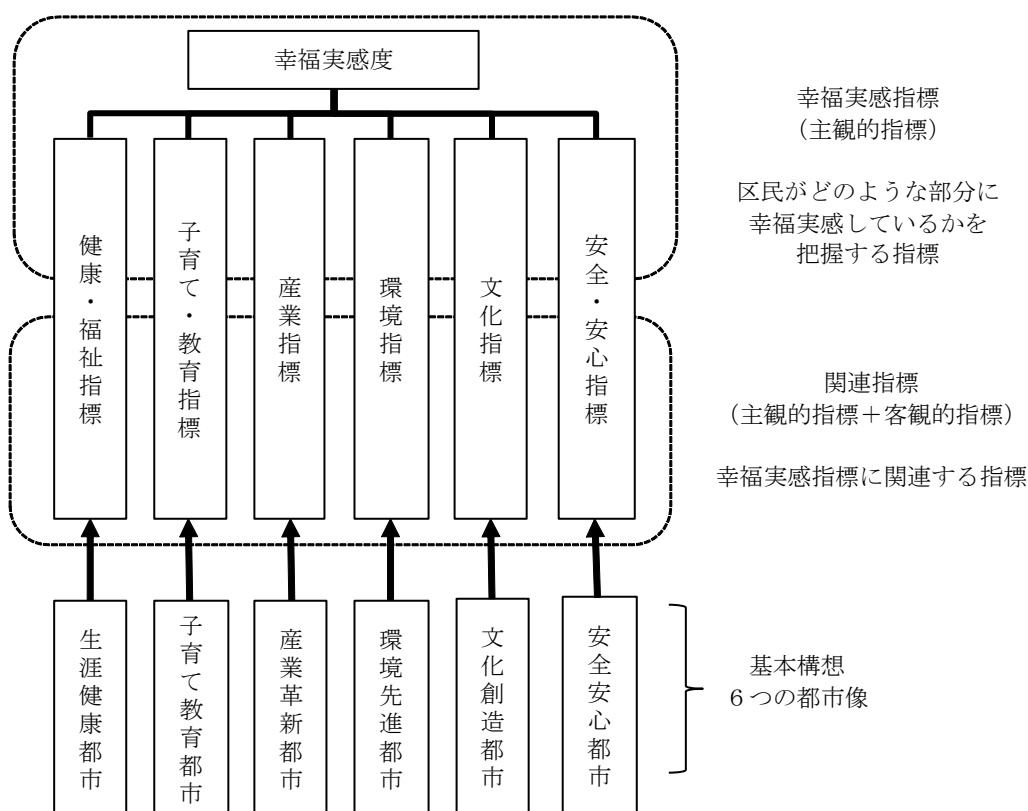 幸福実感度
健康・福祉指標
子育て・教育指標
産業指標
環境指標
文化指標
安全・安心指標
幸福実感指標
（主観的指標）
区民がどのような部分に
幸福実感しているかを
把握する指標
関連指標
（主観的指標＋客観的指標）
幸福実感指標に関連する指標
生涯健康都市
子育て教育都市
産業革新都市
環境先進都市
文化創造都市
安全安心都市
基本構想
６つの都市像